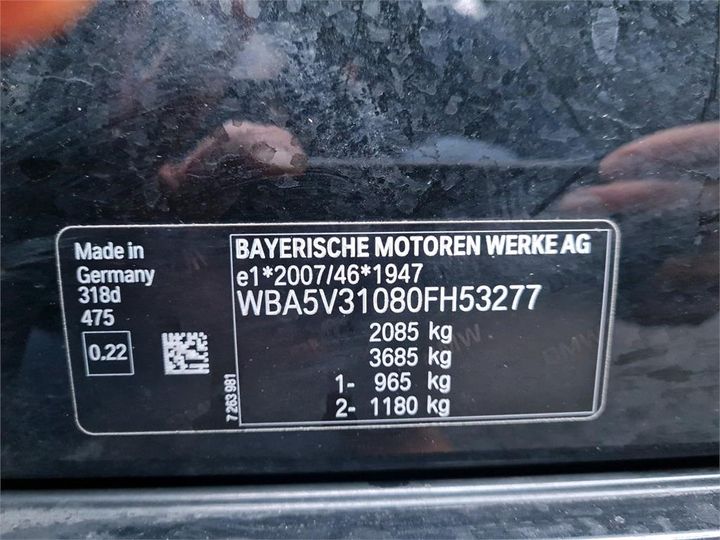 Made in
Germany
318d
475
0.22
7 263 981
BAYERISCHE MOTOREN WERKE AG
e1*2007/46*1947
WBA5V31080FH53277
2085 kg
3685 kg
1- 965 kg
2- 1180 kg